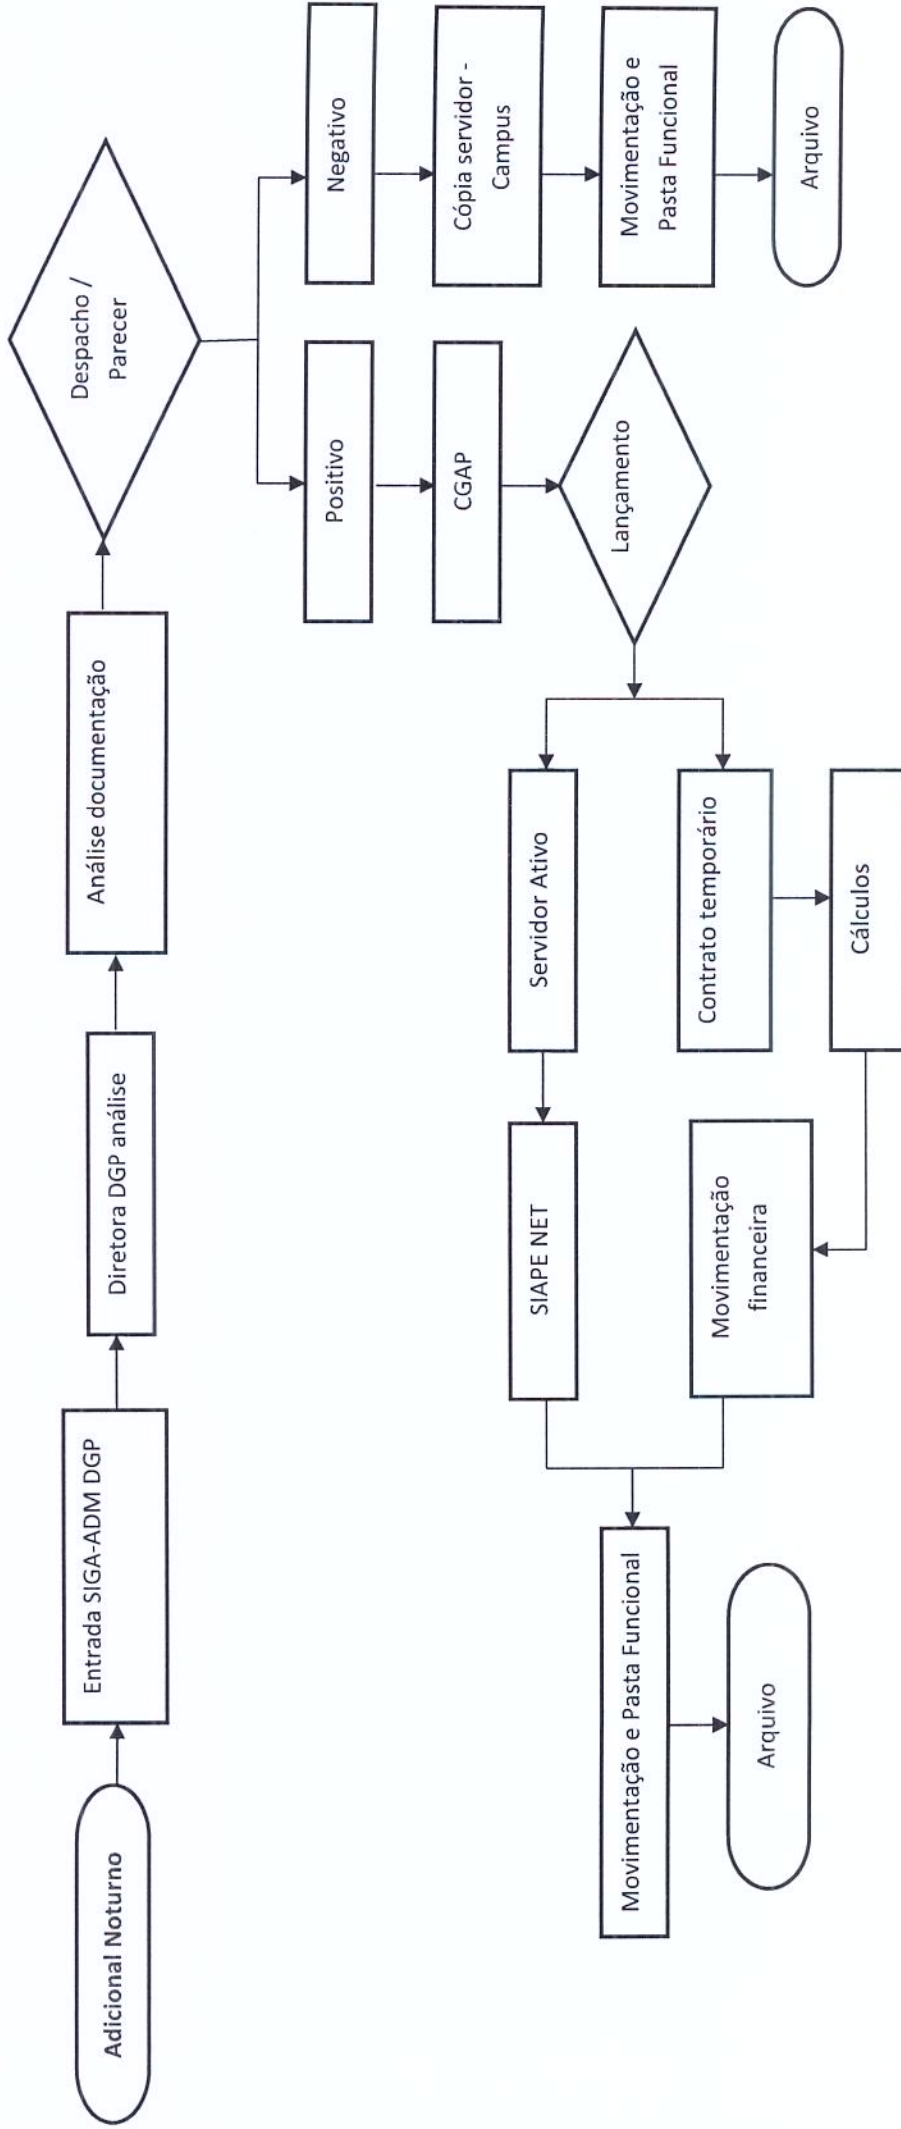 Adicional Noturno
Entrada SIGA-ADM DGP
Diretora DGP análise
Análise documentação
Despacho /
Parecer
Positivo
Negativo
CGAP
Cópia servidor -
Campus
Lançamento
Movimentação e
Pasta Funcional
Arquivo
Servidor Ativo
SIAPE NET
Contrato temporário
Cálculos
Movimentação
financeira
Movimentação e Pasta Funcional
Arquivo